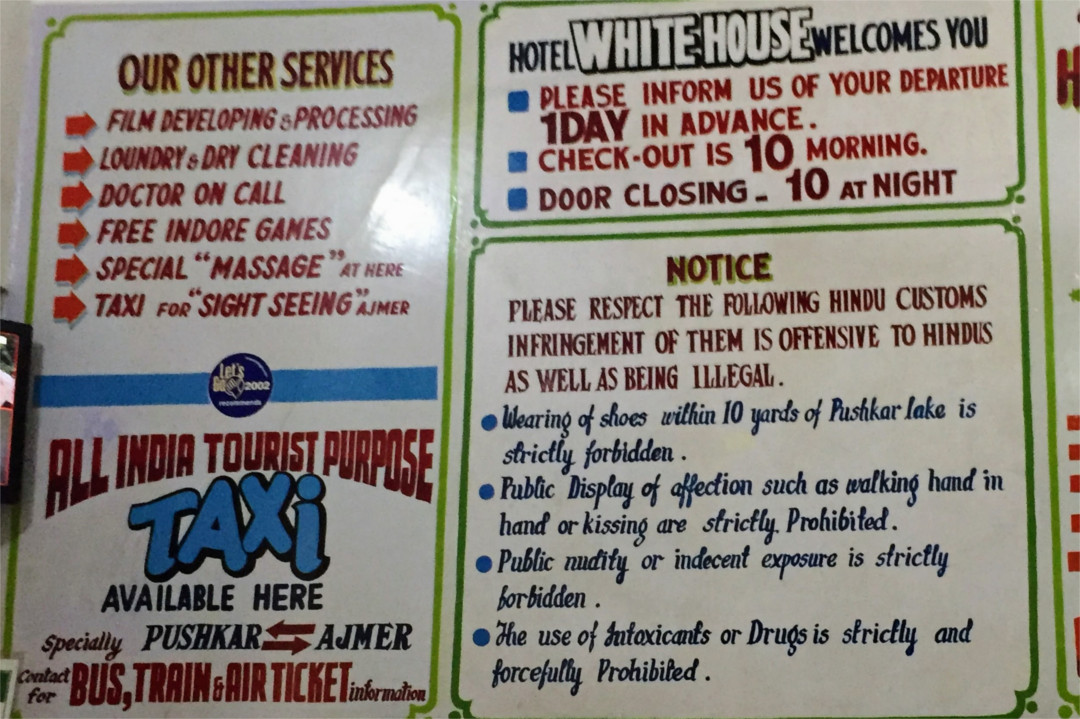 OUR OTHER SERVICES
FILM DEVELOPING & PROCESSING
LOUNDRY & DRY CLEANING
DOCTOR ON CALL
FREE INDORE GAMES
SPECIAL "MASSAGE" AT HERE
TAXI FOR "SIGHT SEEING" AJMER
Let's
Go 2002
recommends
ALL INDIA TOURIST PURPOSE
TAXi
AVAILABLE HERE
Specially PUSHKAR AJMER
Contact for BUS, TRAIN & AIR TICKET information
HOTEL WHITE HOUSE WELCOMES YOU
PLEASE INFORM US OF YOUR DEPARTURE
1DAY IN ADVANCE.
CHECK-OUT IS 10 MORNING.
DOOR CLOSING - 10 AT NIGHT
NOTICE
PLEASE RESPECT THE FOLLOWING HINDU CUSTOMS
INFRINGEMENT OF THEM IS OFFENSIVE TO HINDUS
AS WELL AS BEING ILLEGAL.
Wearing of shoes within 10 yards of Pushkar lake is
strictly forbidden.
Public Display of affection such as walking hand in
hand or kissing are strictly. Prohibited.
Public nudity or indecent exposure is strictly
forbidden.
The use of Intoxicants or Drugs is strictly and
forcefully Prohibited.